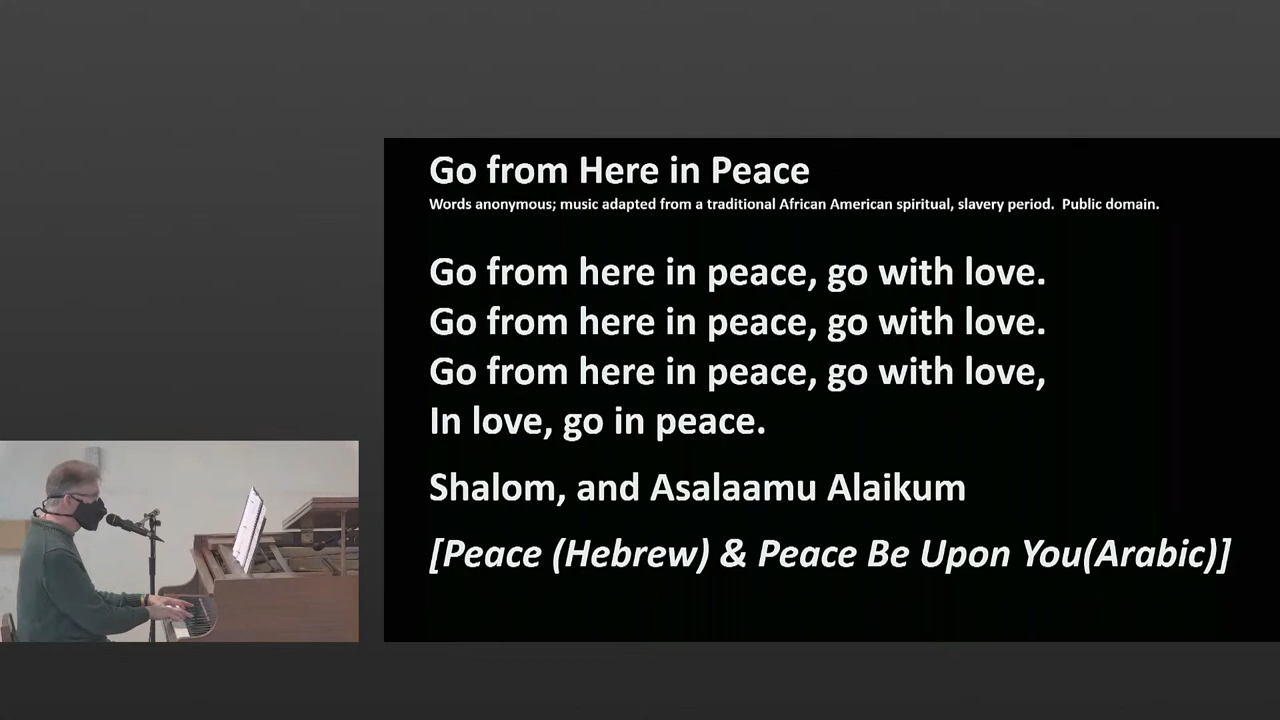 Go from Here in Peace
Words anonymous; music adapted from a traditional African American spiritual, slavery period.  Public domain.
Go from here in peace, go with love.
Go from here in peace, go with love.
Go from here in peace, go with love,
In love, go in peace.
Shalom, and Asalaamu Alaikum
[Peace (Hebrew) & Peace Be Upon You(Arabic)]